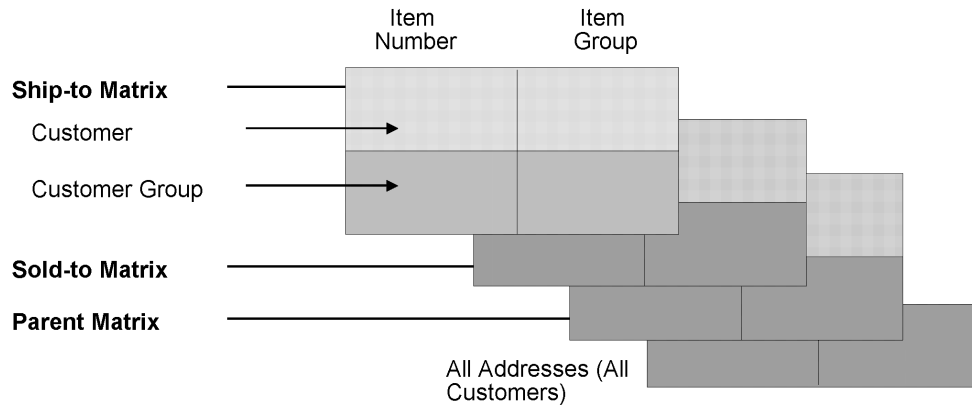 Item
Number
Item
Group
Ship-to Matrix
Customer
Customer Group
Sold-to Matrix
Parent Matrix
All Addresses (All
Customers)